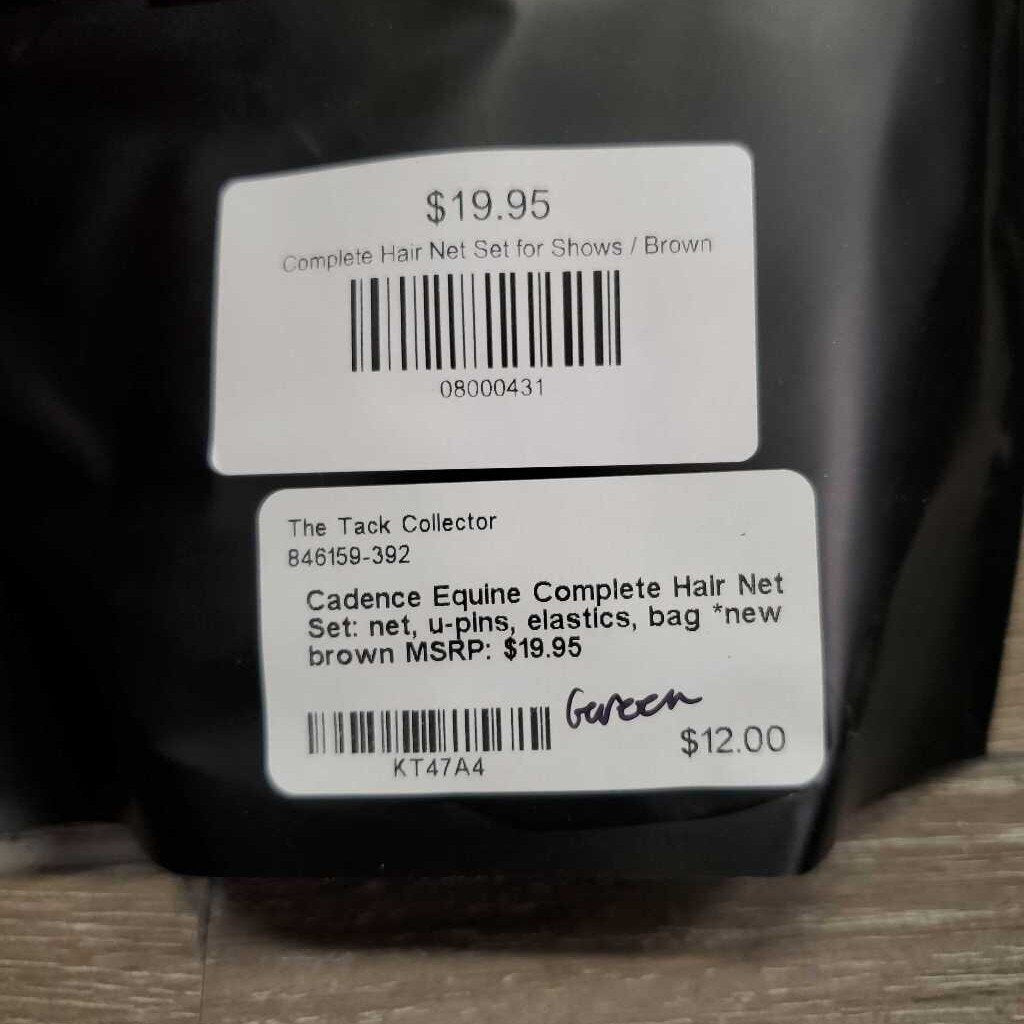 $19.95
Complete Hair Net Set for Shows / Brown
08000431
The Tack Collector
846159-392
Cadence Equine Complete Hair Net
Set: net, u-pins, elastics, bag *new
brown MSRP: $19.95
Green
$12.00
KT47A4